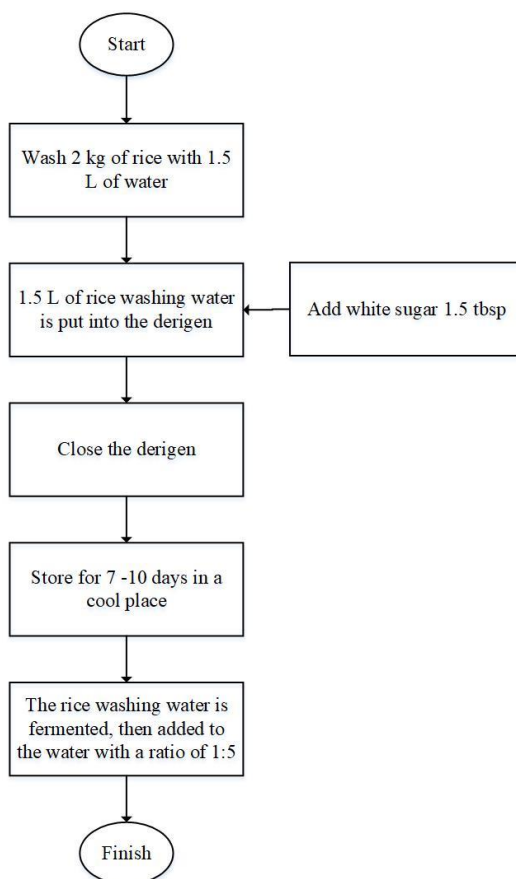 Start
Wash 2 kg of rice with 1.5
L of water
1.5 L of rice washing water
is put into the derigen
Add white sugar 1.5 tbsp
Close the derigen
Store for 7 -10 days in a
cool place
The rice washing water is
fermented, then added to
the water with a ratio of 1:5
Finish